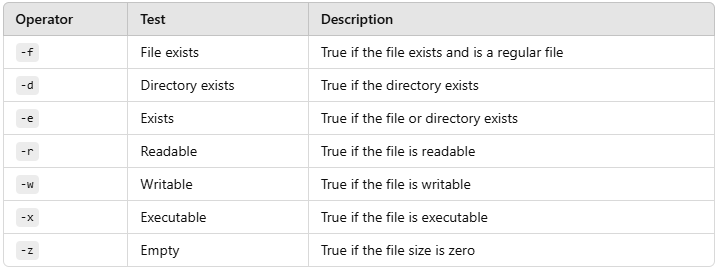 Operator Test Description
-f File exists True if the file exists and is a regular file
-d Directory exists True if the directory exists
-e Exists True if the file or directory exists
-r Readable True if the file is readable
-w Writable True if the file is writable
-x Executable True if the file is executable
-z Empty True if the file size is zero